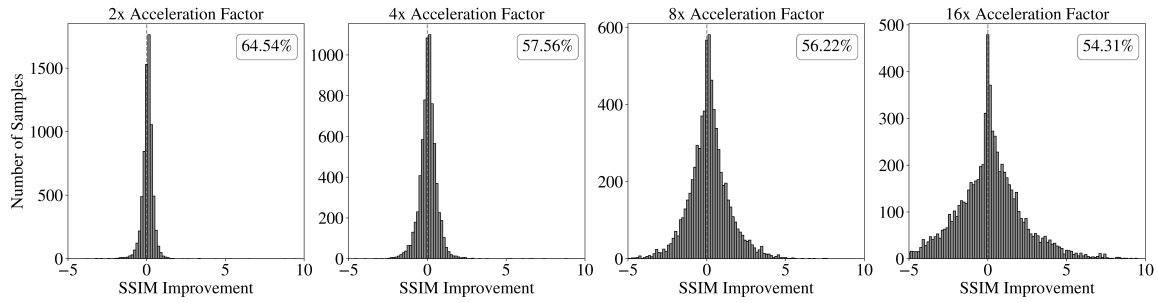 2x Acceleration Factor
4x Acceleration Factor
8x Acceleration Factor
16x Acceleration Factor
64.54%
57.56%
56.22%
54.31%
Number of Samples
1500
1000
500
0
1000
800
600
400
200
0
600
400
200
0
500
400
300
200
100
0
−5 0 5 10
−5 0 5 10
−5 0 5 10
−5 0 5 10
SSIM Improvement
SSIM Improvement
SSIM Improvement
SSIM Improvement